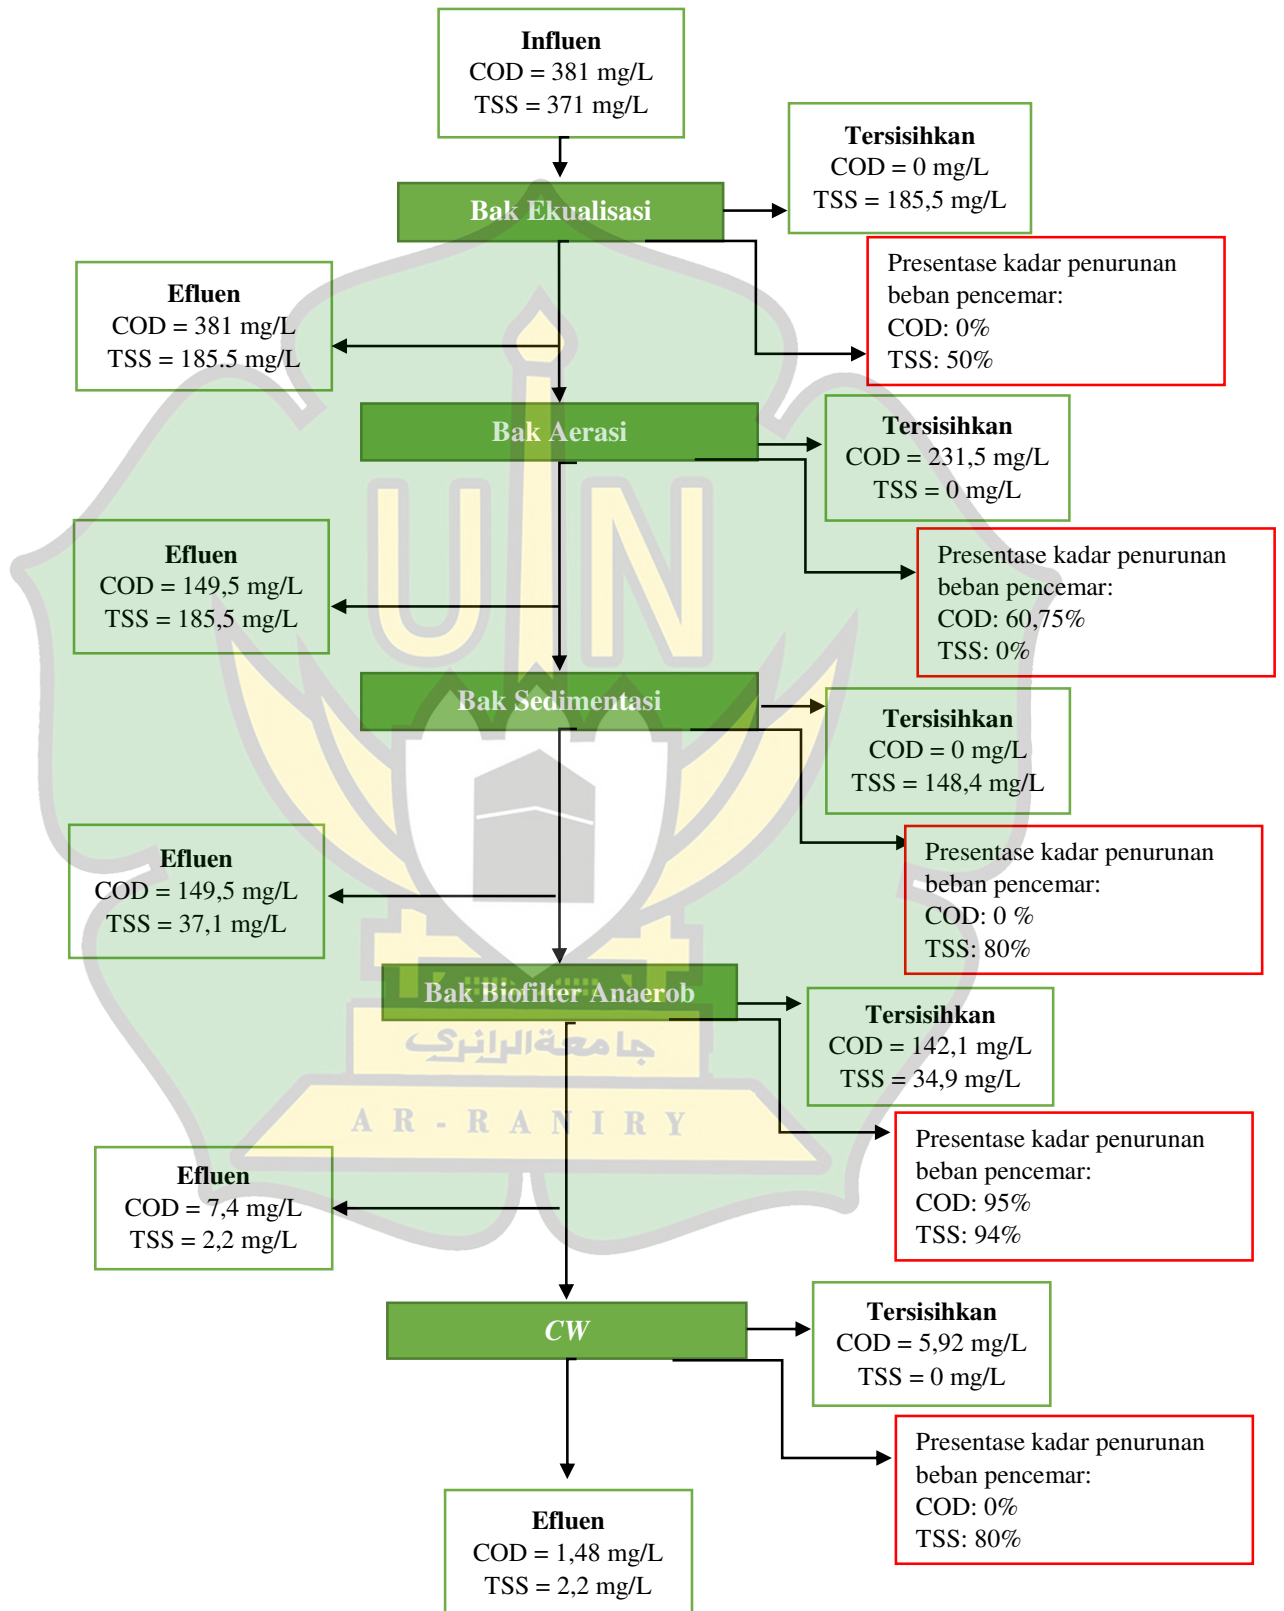 Influen
COD = 381 mg/L
TSS = 371 mg/L
Tersisihkan
COD = 0 mg/L
TSS = 185,5 mg/L
Bak Ekualisasi
Presentase kadar penurunan
beban pencemar:
COD: 0%
TSS: 50%
Efluen
COD = 381 mg/L
TSS = 185.5 mg/L
Bak Aerasi
Tersisihkan
COD = 231,5 mg/L
TSS = 0 mg/L
UIN
Efluen
COD = 149,5 mg/L
TSS = 185,5 mg/L
Presentase kadar penurunan
beban pencemar:
COD: 60,75%
TSS: 0%
Bak Sedimentasi
Tersisihkan
COD = 0 mg/L
TSS = 148,4 mg/L
Efluen
COD = 149,5 mg/L
TSS = 37,1 mg/L
Presentase kadar penurunan
beban pencemar:
COD: 0 %
TSS: 80%
Bak Biofilter Anaerob
Tersisihkan
COD = 142,1 mg/L
TSS = 34,9 mg/L
جامعة الرانري
AR-RANIRY
Presentase kadar penurunan
beban pencemar:
COD: 95%
TSS: 94%
Efluen
COD = 7,4 mg/L
TSS = 2,2 mg/L
CW
Tersisihkan
COD = 5,92 mg/L
TSS = 0 mg/L
Presentase kadar penurunan
beban pencemar:
COD: 0%
TSS: 80%
Efluen
COD = 1,48 mg/L
TSS = 2,2 mg/L